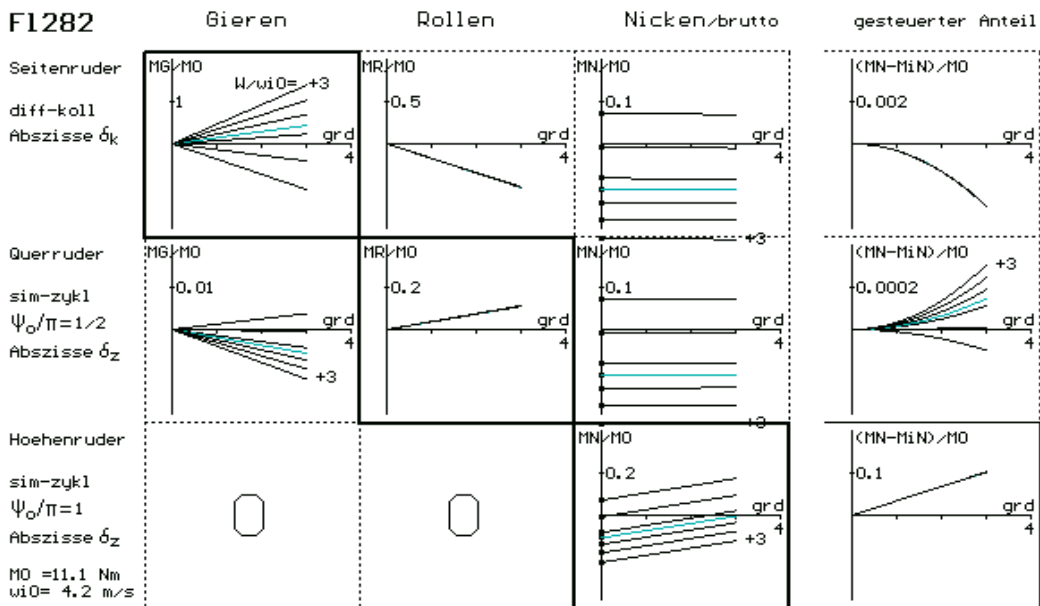 F1282 Gieren Rollen Nicken/brutto gesteuerter Anteil
Seitenruder
diff-koll
Abszisse δk
MG/MO
W/wi0= +3
1
grd
4
MR/MO
0.5
grd
4
MN/MO
0.1
grd
4
+3
(MN-MiN)/MO
0.002
grd
4
Querruder
sim-zykl
Ψo/π=1/2
Abszisse δz
MG/MO
0.01
grd
4
+3
MR/MO
0.2
grd
4
MN/MO
0.1
grd
4
+3
(MN-MiN)/MO
+3
0.0002
grd
4
Hoehenruder
sim-zykl
Ψo/π=1
Abszisse δz
0
0
MN/MO
0.2
grd
4
+3
(MN-MiN)/MO
0.1
grd
4
MO =11.1 Nm
wi0= 4.2 m/s